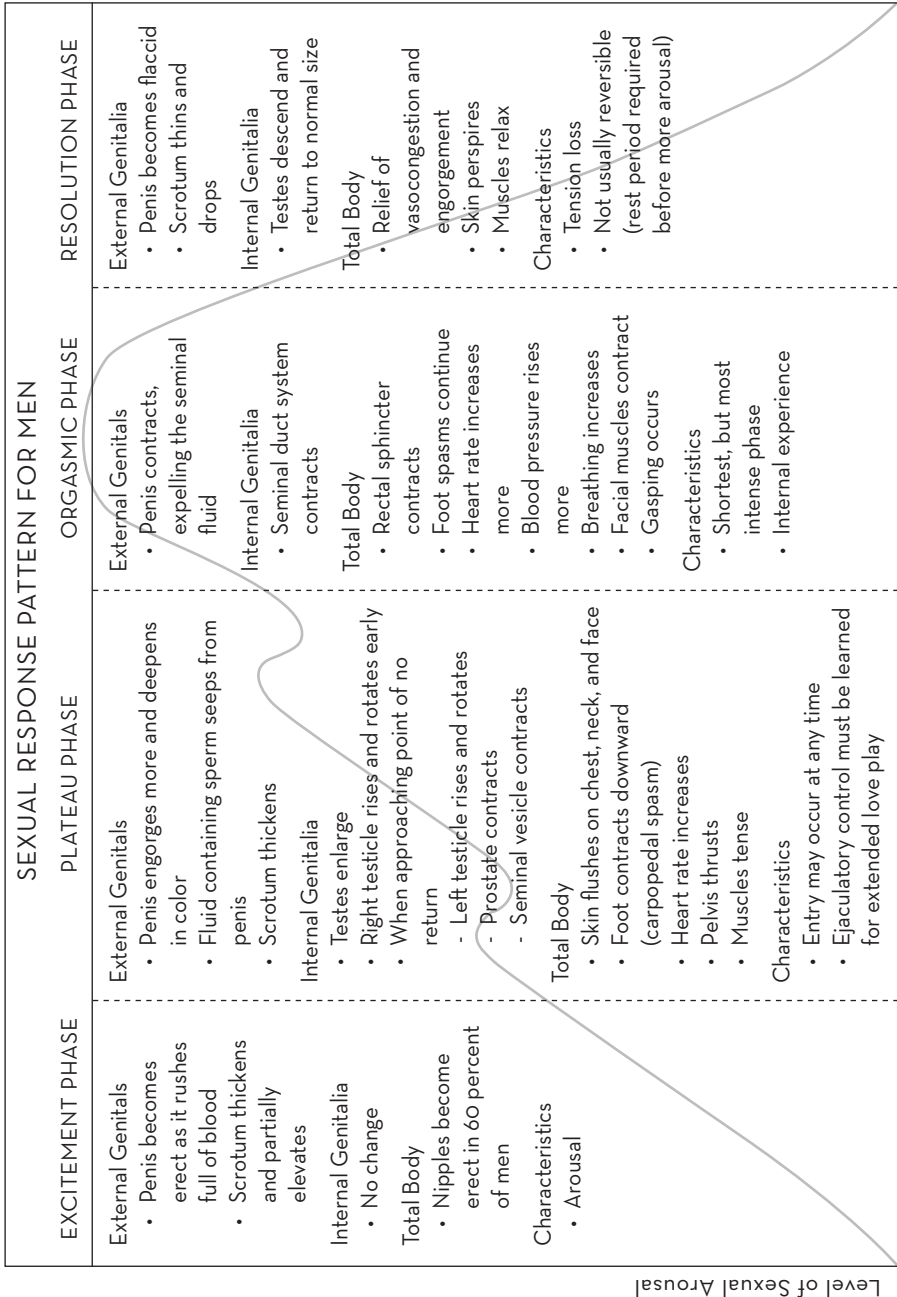 SEXUAL RESPONSE PATTERN FOR MEN
EXCITEMENT PHASE
External Genitals
• Penis becomes
erect as it rushes
full of blood
• Scrotum thickens
and partially
elevates
Internal Genitalia
• No change
Total Body
• Nipples become
erect in 60 percent
of men
Characteristics
• Arousal
PLATEAU PHASE
External Genitals
• Penis engorges more and deepens
in color
• Fluid containing sperm seeps from
penis
• Scrotum thickens
Internal Genitalia
• Testes enlarge
• Right testicle rises and rotates early
• When approaching point of no
return
- Left testicle rises and rotates
- Prostate contracts
- Seminal vesicle contracts
Total Body
• Skin flushes on chest, neck, and face
• Foot contracts downward
(carpopedal spasm)
• Heart rate increases
• Pelvis thrusts
• Muscles tense
Characteristics
• Entry may occur at any time
• Ejaculatory control must be learned
for extended love play
ORGASMIC PHASE
External Genitals
• Penis contracts,
expelling the seminal
fluid
Internal Genitalia
• Seminal duct system
contracts
Total Body
• Rectal sphincter
contracts
• Foot spasms continue
• Heart rate increases
more
• Blood pressure rises
more
• Breathing increases
• Facial muscles contract
• Gasping occurs
Characteristics
• Shortest, but most
intense phase
• Internal experience
RESOLUTION PHASE
External Genitalia
• Penis becomes flaccid
• Scrotum thins and
drops
Internal Genitalia
• Testes descend and
return to normal size
Total Body
• Relief of
vasocongestion and
engorgement
• Skin perspires
• Muscles relax
Characteristics
• Tension loss
• Not usually reversible
(rest period required
before more arousal)
Level of Sexual Arousal